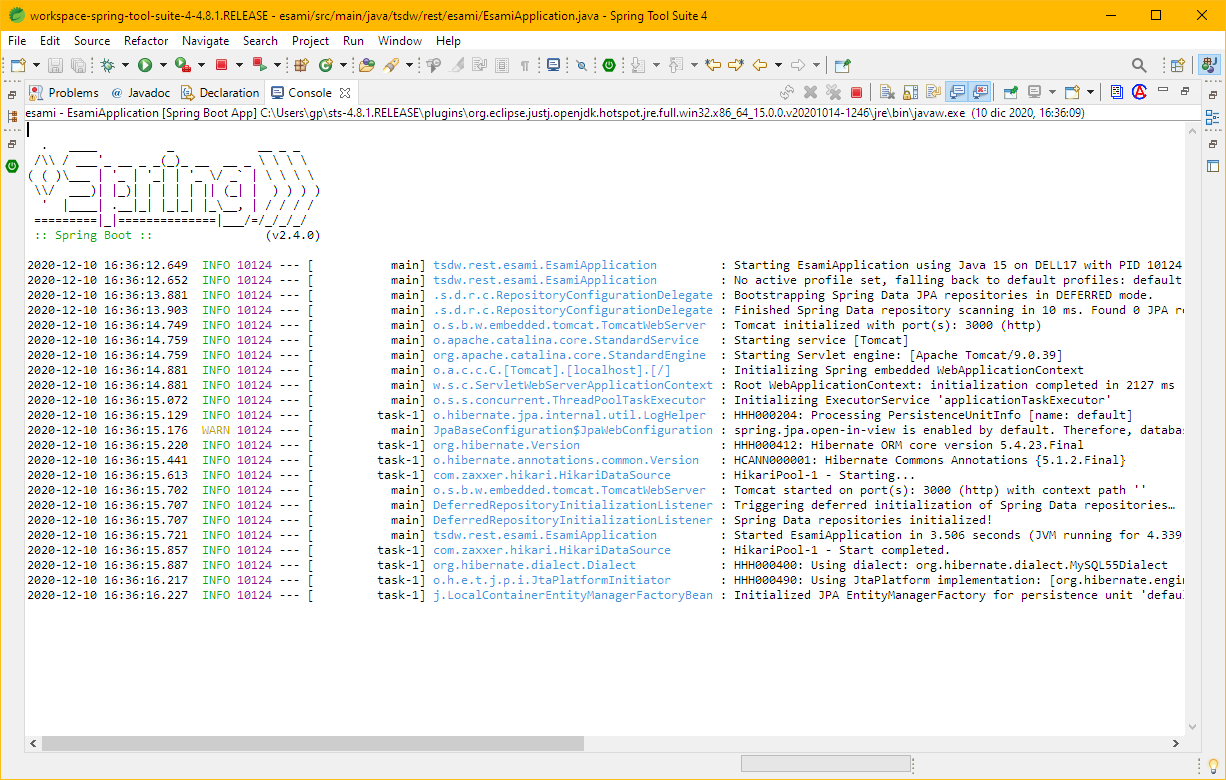 workspace-spring-tool-suite-4-4.8.1.RELEASE - esami/src/main/java/tsdw/rest/esami/EsamiApplication.java - Spring Tool Suite 4
File Edit Source Refactor Navigate Search Project Run Window Help
Problems @ Javadoc Declaration Console
esami - EsamiApplication [Spring Boot App] C:\Users\gp\sts-4.8.1.RELEASE\plugins\org.eclipse.justj.openjdk.hotspot.jre.full.win32.x86_64_15.0.0.v20201014-1246\jre\bin\javaw.exe (10 dic 2020, 16:36:09)
  .   ____          _            __ _ _
 /\\ / ___'_ __ _ _(_)_ __  __ _ \ \ \ \
( ( )\___ | '_ | '_| | '_ \/ _` | \ \ \ \
 \\/  ___)| |_)| | | | | || (_| |  ) ) ) )
  '  |____| .__|_| |_|_| |_\__, | / / / /
 =========|_|==============|___/=/_/_/_/
 :: Spring Boot ::                (v2.4.0)
2020-12-10 16:36:12.649  INFO 10124 --- [           main] tsdw.rest.esami.EsamiApplication         : Starting EsamiApplication using Java 15 on DELL17 with PID 10124
2020-12-10 16:36:12.652  INFO 10124 --- [           main] tsdw.rest.esami.EsamiApplication         : No active profile set, falling back to default profiles: default
2020-12-10 16:36:13.881  INFO 10124 --- [           main] .s.d.r.c.RepositoryConfigurationDelegate : Bootstrapping Spring Data JPA repositories in DEFERRED mode.
2020-12-10 16:36:13.903  INFO 10124 --- [           main] .s.d.r.c.RepositoryConfigurationDelegate : Finished Spring Data repository scanning in 10 ms. Found 0 JPA re
2020-12-10 16:36:14.749  INFO 10124 --- [           main] o.s.b.w.embedded.tomcat.TomcatWebServer  : Tomcat initialized with port(s): 3000 (http)
2020-12-10 16:36:14.759  INFO 10124 --- [           main] o.apache.catalina.core.StandardService   : Starting service [Tomcat]
2020-12-10 16:36:14.759  INFO 10124 --- [           main] org.apache.catalina.core.StandardEngine  : Starting Servlet engine: [Apache Tomcat/9.0.39]
2020-12-10 16:36:14.881  INFO 10124 --- [           main] o.a.c.c.C.[Tomcat].[localhost].[/]       : Initializing Spring embedded WebApplicationContext
2020-12-10 16:36:14.881  INFO 10124 --- [           main] w.s.c.ServletWebServerApplicationContext : Root WebApplicationContext: initialization completed in 2127 ms
2020-12-10 16:36:15.072  INFO 10124 --- [           main] o.s.s.concurrent.ThreadPoolTaskExecutor  : Initializing ExecutorService 'applicationTaskExecutor'
2020-12-10 16:36:15.129  INFO 10124 --- [         task-1] o.hibernate.jpa.internal.util.LogHelper  : HHH000204: Processing PersistenceUnitInfo [name: default]
2020-12-10 16:36:15.176  WARN 10124 --- [           main] JpaBaseConfiguration$JpaWebConfiguration : spring.jpa.open-in-view is enabled by default. Therefore, databas
2020-12-10 16:36:15.220  INFO 10124 --- [         task-1] org.hibernate.Version                    : HHH000412: Hibernate ORM core version 5.4.23.Final
2020-12-10 16:36:15.441  INFO 10124 --- [         task-1] o.hibernate.annotations.common.Version   : HCANN000001: Hibernate Commons Annotations {5.1.2.Final}
2020-12-10 16:36:15.613  INFO 10124 --- [         task-1] com.zaxxer.hikari.HikariDataSource       : HikariPool-1 - Starting...
2020-12-10 16:36:15.702  INFO 10124 --- [           main] o.s.b.w.embedded.tomcat.TomcatWebServer  : Tomcat started on port(s): 3000 (http) with context path ''
2020-12-10 16:36:15.707  INFO 10124 --- [           main] DeferredRepositoryInitializationListener : Triggering deferred initialization of Spring Data repositories…
2020-12-10 16:36:15.707  INFO 10124 --- [           main] DeferredRepositoryInitializationListener : Spring Data repositories initialized!
2020-12-10 16:36:15.721  INFO 10124 --- [           main] tsdw.rest.esami.EsamiApplication         : Started EsamiApplication in 3.506 seconds (JVM running for 4.339
2020-12-10 16:36:15.857  INFO 10124 --- [         task-1] com.zaxxer.hikari.HikariDataSource       : HikariPool-1 - Start completed.
2020-12-10 16:36:15.887  INFO 10124 --- [         task-1] org.hibernate.dialect.Dialect            : HHH000400: Using dialect: org.hibernate.dialect.MySQL55Dialect
2020-12-10 16:36:16.217  INFO 10124 --- [         task-1] o.h.e.t.j.p.i.JtaPlatformInitiator       : HHH000490: Using JtaPlatform implementation: [org.hibernate.engin
2020-12-10 16:36:16.227  INFO 10124 --- [         task-1] j.LocalContainerEntityManagerFactoryBean : Initialized JPA EntityManagerFactory for persistence unit 'defaul